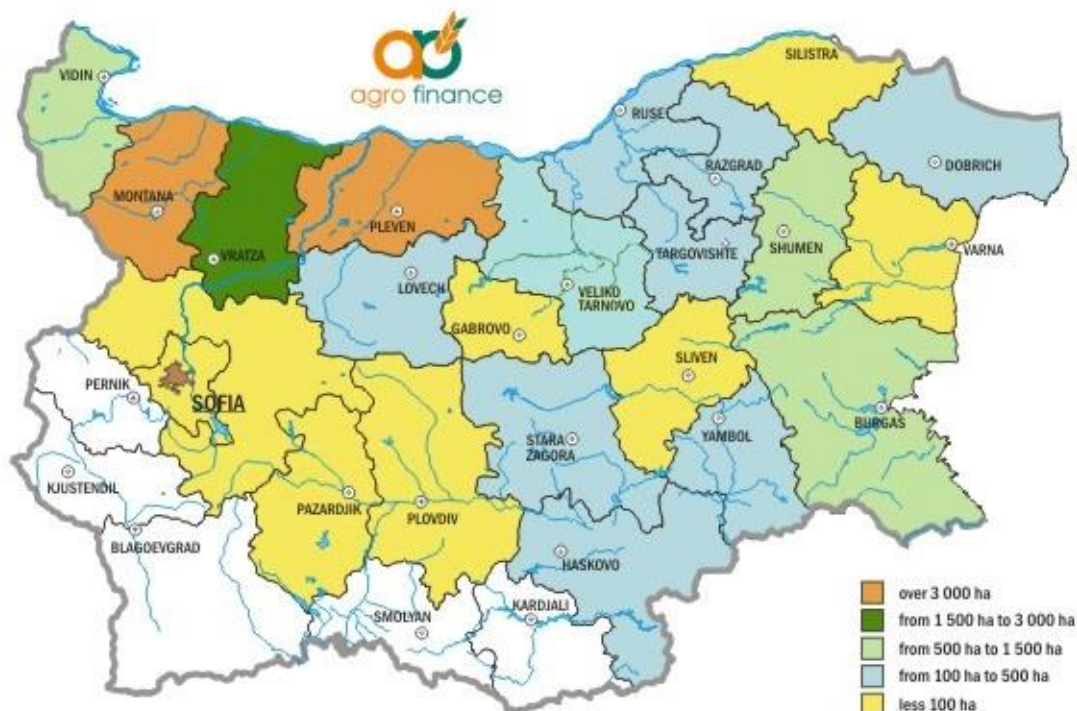 agro finance
VIDIN
SILISTRA
RUSE
DOBRICH
RAZGRAD
MONTANA
PLEVEN
TARGOVISHTE
SHUMEN
VARNA
VRATZA
LOVECH
VELIKO
TARNOVO
GABROVO
SLIVEN
PERNIK
SOFIA
BURGAS
YAMBOL
STARA
ZAGORA
KJUSTENDIL
PAZARDJIK
PLOVDIV
BLAGOEVGRAD
HASKOVO
SMOLYAN
KARDJALI
over 3 000 ha
from 1 500 ha to 3 000 ha
from 500 ha to 1 500 ha
from 100 ha to 500 ha
less 100 ha